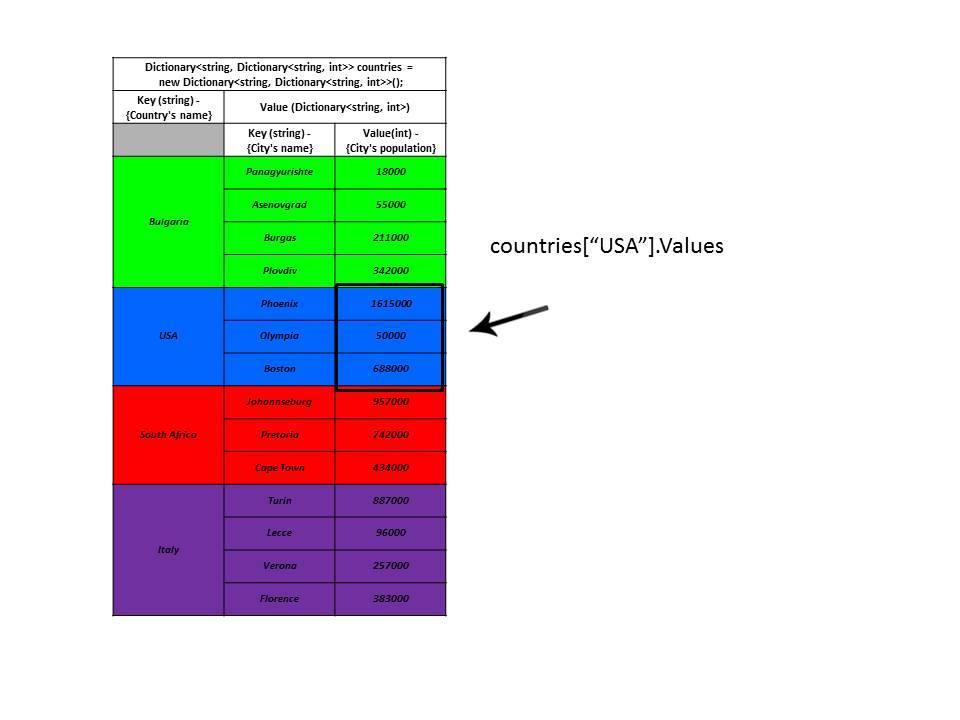 Dictionary<string, Dictionary<string, int>> countries =
new Dictionary<string, Dictionary<string, int>>();
Key (string) -
{Country's name}
Value (Dictionary<string, int>)
Key (string) -
{City's name}
Value(int) -
{City's population}
Bulgaria
Panagyurishte 18000
Asenovgrad 55000
Burgas 211000
Plovdiv 342000
USA
Phoenix 1615000
Olympia 50000
Boston 688000
South Africa
Johannseburg 957000
Pretoria 742000
Cape Town 434000
Italy
Turin 887000
Lecce 96000
Verona 257000
Florence 383000
countries[“USA”].Values